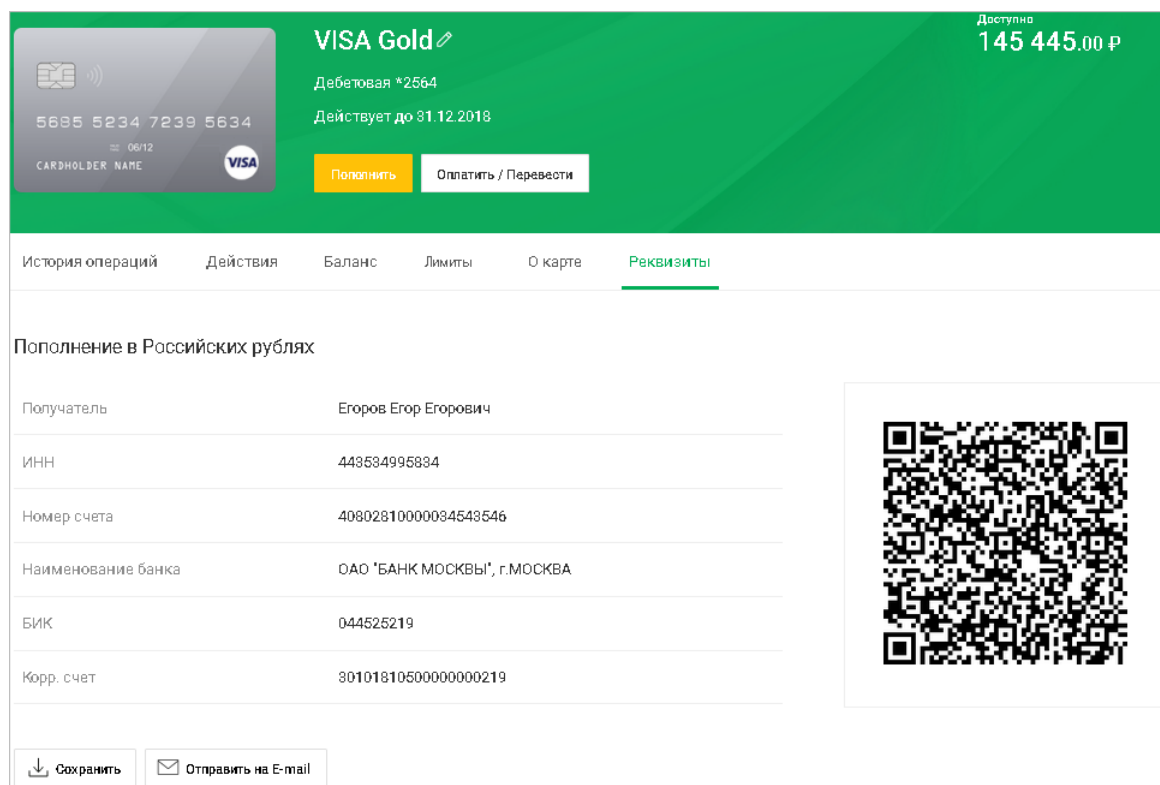 Доступно
VISA Gold
145 445.00 ₽
5685 5234 7239 5634
06/12
CARDHOLDER NAME
VISA
Дебетовая *2564
Действует до 31.12.2018
Пополнить
Оплатить / Перевести
История операций Действия Баланс Лимиты О карте Реквизиты
Пополнение в Российских рублях
Получатель Егоров Егор Егорович
ИНН 443534995834
Номер счета 40802810000034543546
Наименование банка ОАО "БАНК МОСКВЫ", г.МОСКВА
БИК 044525219
Корр. счет 30101810500000000219
Сохранить Отправить на E-mail